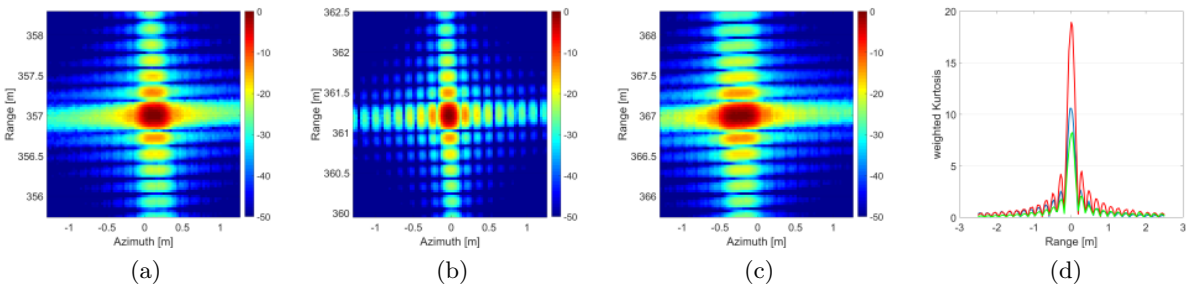 358
357.5
357
356.5
356
Range [m]
-1 -0.5 0 0.5 1
Azimuth [m]
0
-10
-20
-30
-40
-50
(a)
362.5
362
361.5
361
360.5
360
Range [m]
-1 -0.5 0 0.5 1
Azimuth [m]
0
-10
-20
-30
-40
-50
(b)
368
367.5
367
366.5
366
Range [m]
-1 -0.5 0 0.5 1
Azimuth [m]
0
-10
-20
-30
-40
-50
(c)
20
15
10
5
0
weighted Kurtosis
-3 -2 -1 0 1 2 3
Range [m]
(d)